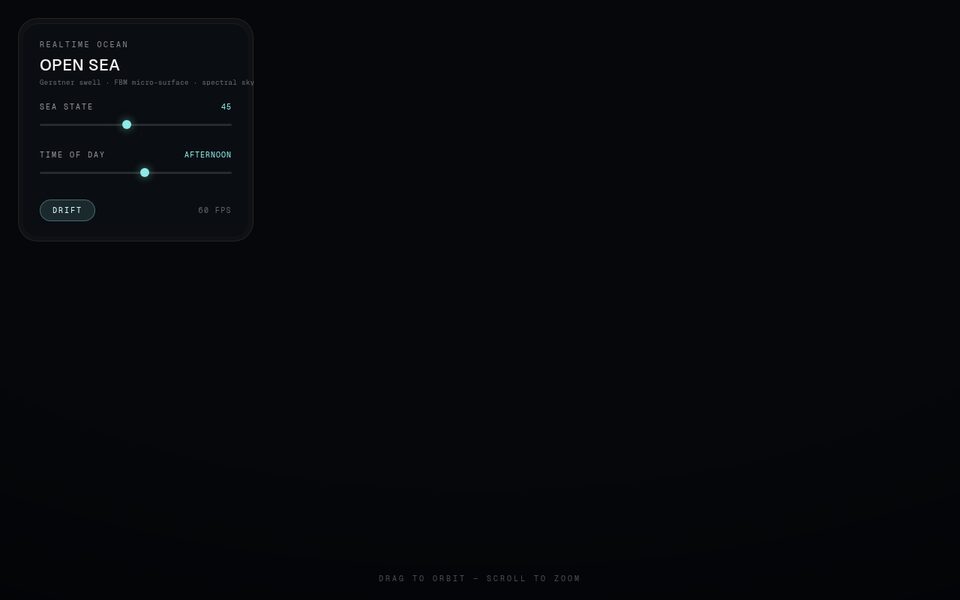 REALTIME OCEAN
OPEN SEA
Gerstner swell · FBM micro-surface · spectral sky
SEA STATE 45
TIME OF DAY AFTERNOON
DRIFT 60 FPS
DRAG TO ORBIT — SCROLL TO ZOOM